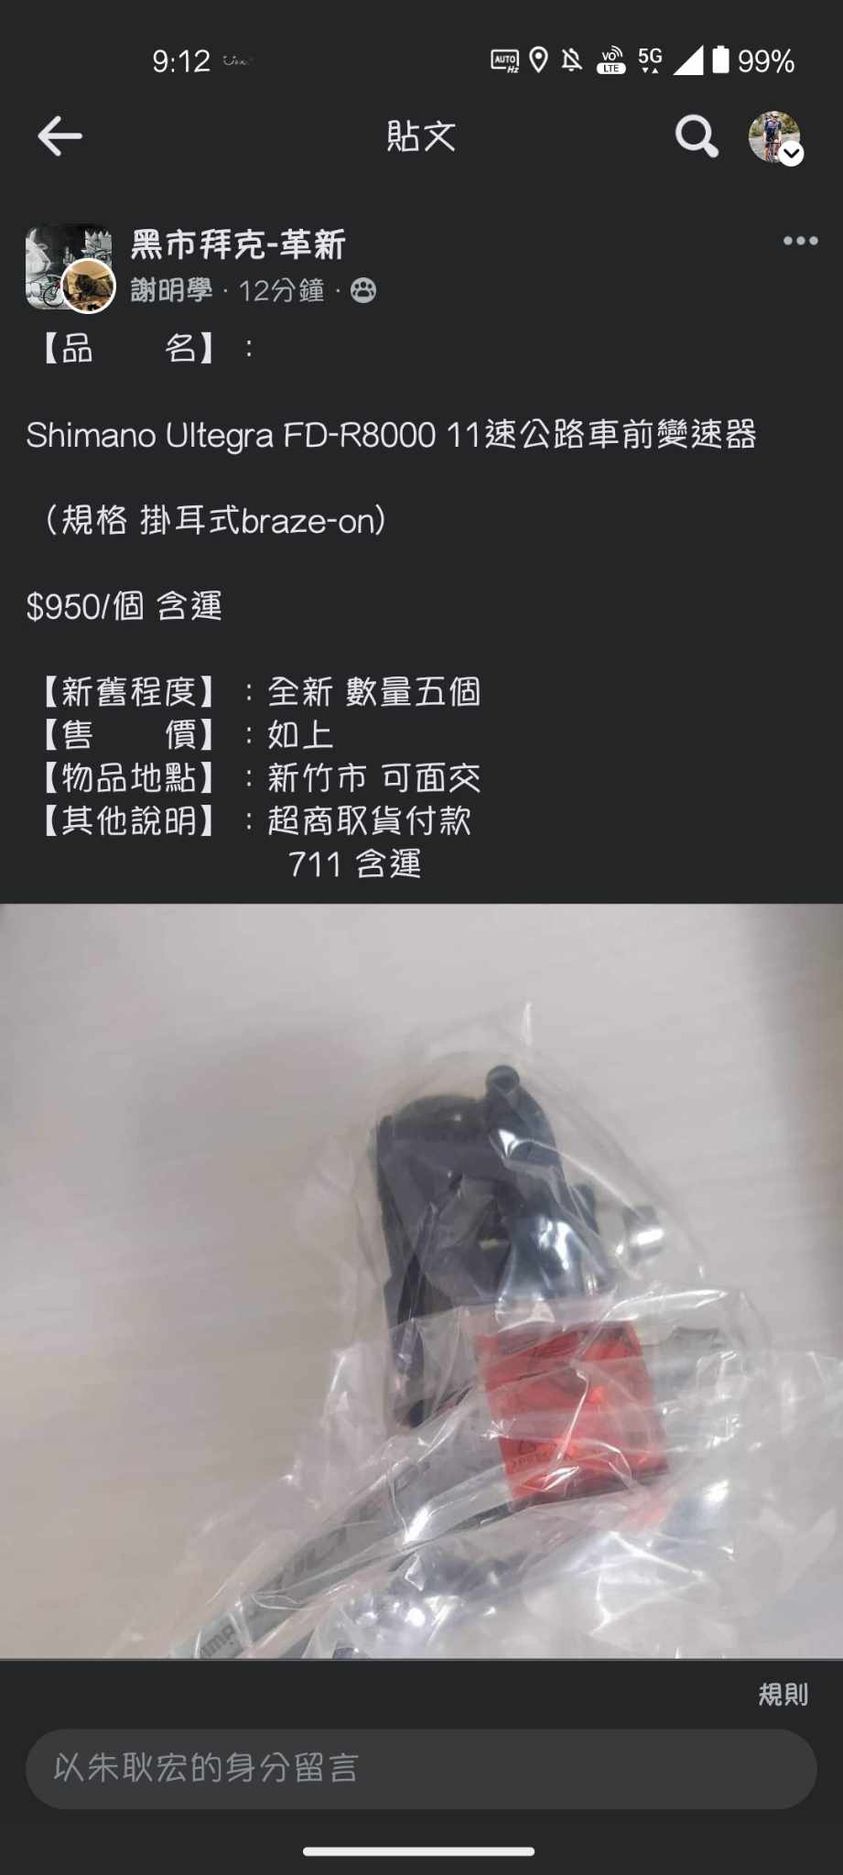 9:12 AUTO Hz VO LTE 5G 99%
貼文
黑市拜克-革新
謝明學 · 12分鐘 ·
【品　　名】：
Shimano Ultegra FD-R8000 11速公路車前變速器
（規格 掛耳式braze-on)
$950/個 含運
【新舊程度】：全新 數量五個
【售　　價】：如上
【物品地點】：新竹市 可面交
【其他說明】：超商取貨付款
711 含運
規則
以朱耿宏的身分留言